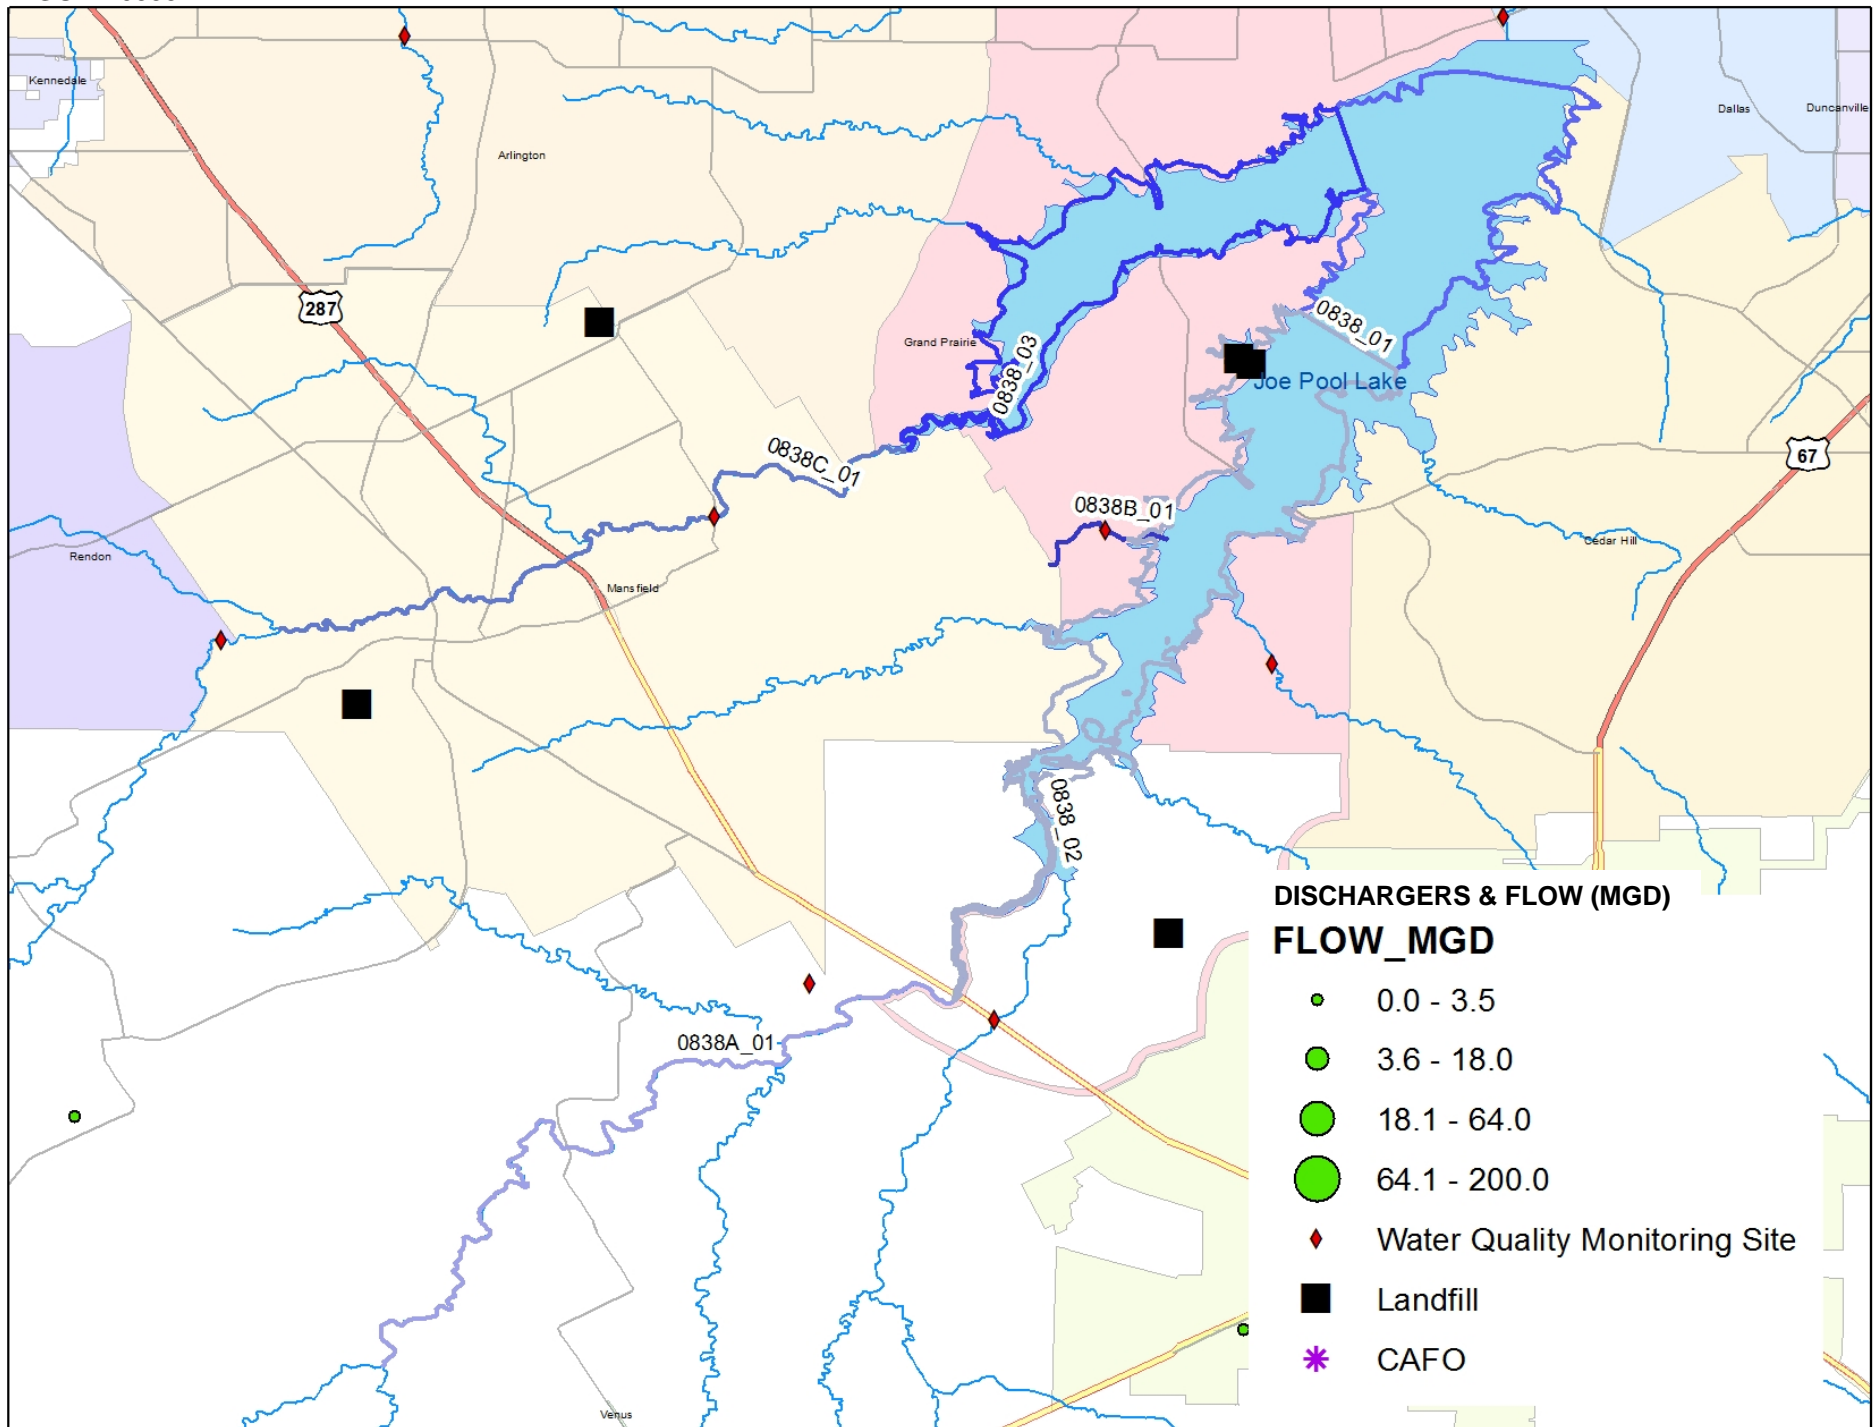 Kennedale
Dallas
Duncanville
Arlington
287
0838_01
Grand Prairie
0838_03
Joe Pool Lake
0838C_01
67
0838B_01
Cedar Hill
Rendon
Mansfield
0838_02
DISCHARGERS & FLOW (MGD)
FLOW_MGD
0.0 - 3.5
0838A_01
3.6 - 18.0
18.1 - 64.0
64.1 - 200.0
Water Quality Monitoring Site
Landfill
CAFO
Venus